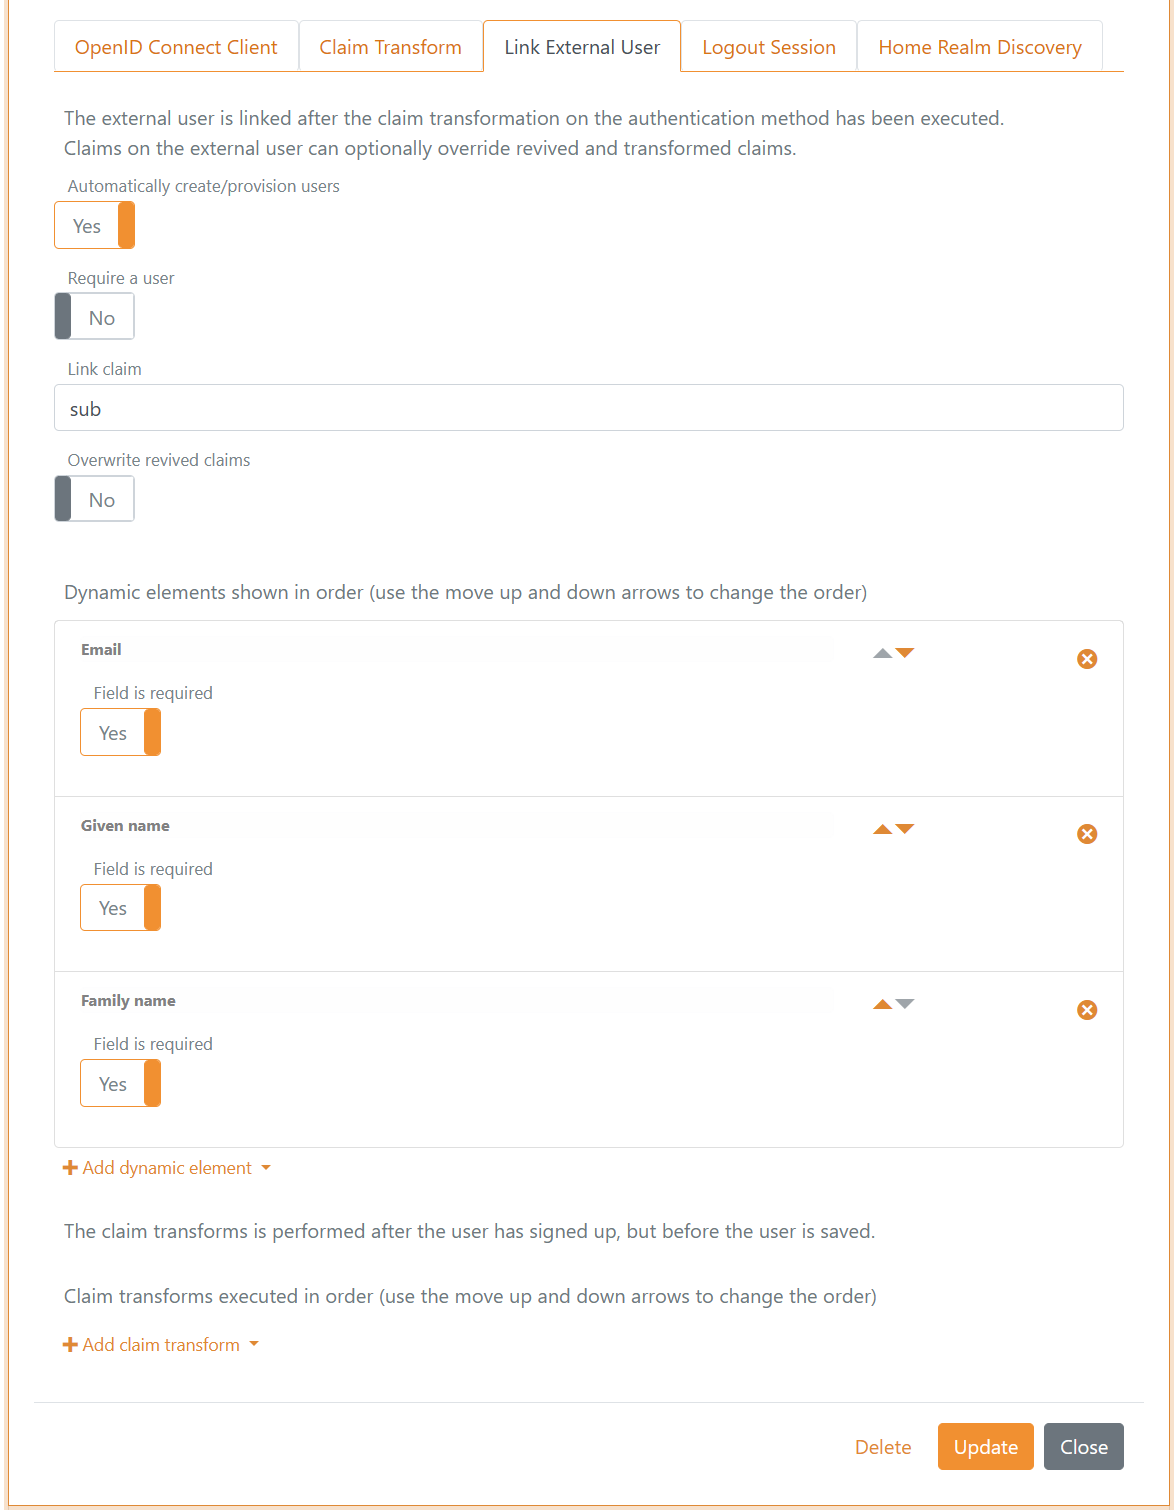 OpenID Connect Client
Claim Transform
Link External User
Logout Session
Home Realm Discovery
The external user is linked after the claim transformation on the authentication method has been executed.
Claims on the external user can optionally override revived and transformed claims.
Automatically create/provision users
Yes
Require a user
No
Link claim
sub
Overwrite revived claims
No
Dynamic elements shown in order (use the move up and down arrows to change the order)
Email
Field is required
Yes
Given name
Field is required
Yes
Family name
Field is required
Yes
Add dynamic element
The claim transforms is performed after the user has signed up, but before the user is saved.
Claim transforms executed in order (use the move up and down arrows to change the order)
Add claim transform
Delete
Update
Close